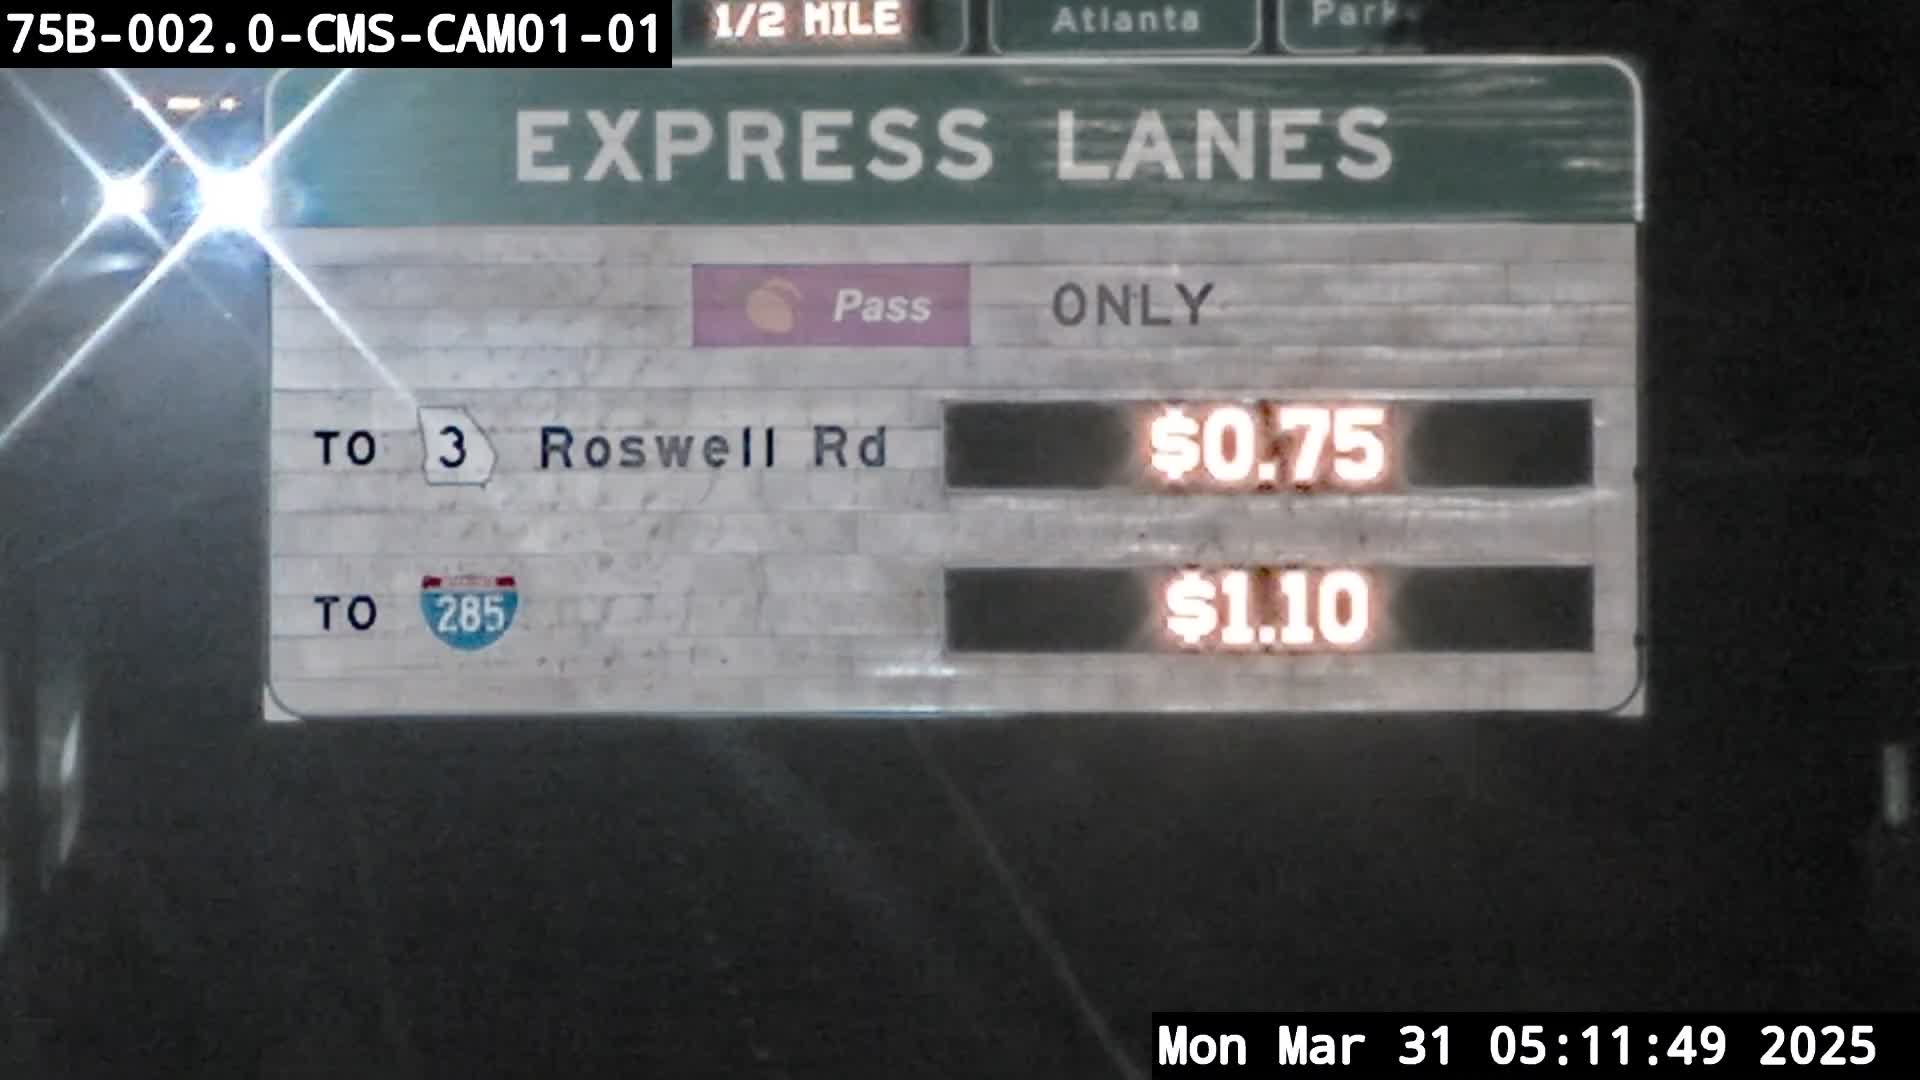 75B-002.0-CMS-CAM01-01
1/2 MILE
Atlanta
EXPRESS LANES
Pass ONLY
TO 3 Roswell Rd $0.75
TO 285 $1.10
Mon Mar 31 05:11:49 2025